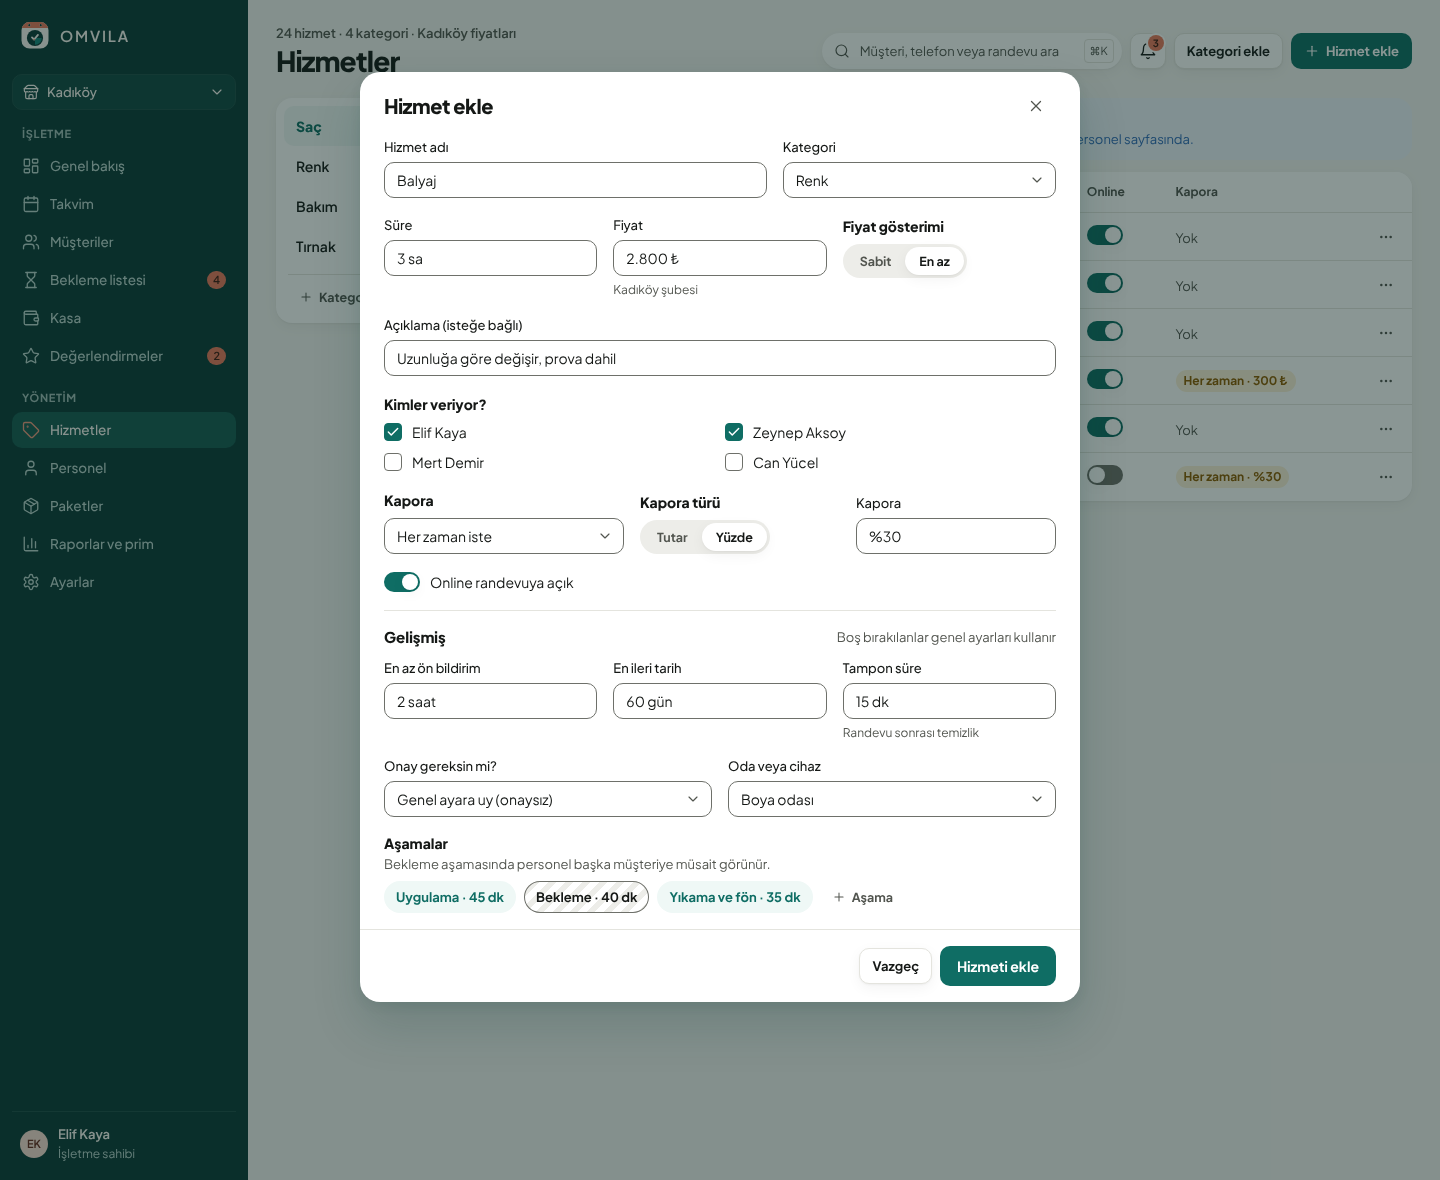 OMVILA
Kadıköy
İŞLETME
Genel bakış
Takvim
Müşteriler
Bekleme listesi 4
Kasa
Değerlendirmeler 2
YÖNETİM
Hizmetler
Personel
Paketler
Raporlar ve prim
Ayarlar
EK
Elif Kaya
İşletme sahibi
24 hizmet · 4 kategori · Kadıköy fiyatları
Hizmetler
Müşteri, telefon veya randevu ara ⌘K
3
Kategori ekle
+ Hizmet ekle
Saç
Renk
Bakım
Tırnak
+
personel sayfasında.
Online Kapora
Yok
Yok
Yok
Her zaman · 300 ₺
Yok
Her zaman · %30
Hizmet ekle
Hizmet adı Kategori
Balyaj Renk
Süre Fiyat Fiyat gösterimi
3 sa 2.800 ₺ Sabit En az
Kadıköy şubesi
Açıklama (isteğe bağlı)
Uzunluğa göre değişir, prova dahil
Kimler veriyor?
Elif Kaya Zeynep Aksoy
Mert Demir Can Yücel
Kapora Kapora türü Kapora
Her zaman iste Tutar Yüzde %30
Online randevuya açık
Gelişmiş Boş bırakılanlar genel ayarları kullanır
En az ön bildirim En ileri tarih Tampon süre
2 saat 60 gün 15 dk
Randevu sonrası temizlik
Onay gereksin mi? Oda veya cihaz
Genel ayara uy (onaysız) Boya odası
Aşamalar
Bekleme aşamasında personel başka müşteriye müsait görünür.
Uygulama · 45 dk Bekleme · 40 dk Yıkama ve fön · 35 dk + Aşama
Vazgeç Hizmeti ekle